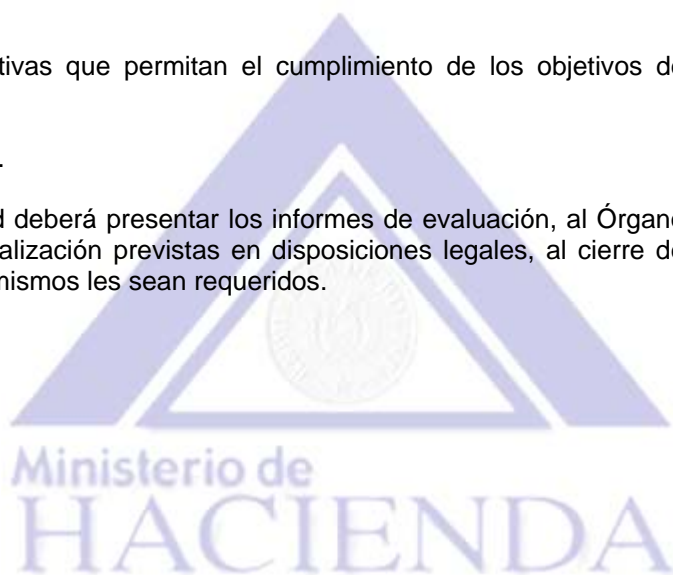 tivas que permitan el cumplimiento de los objetivos de
.
d deberá presentar los informes de evaluación, al Órgano
alización previstas en disposiciones legales, al cierre de
mismos les sean requeridos.
Ministerio de
HACIENDA